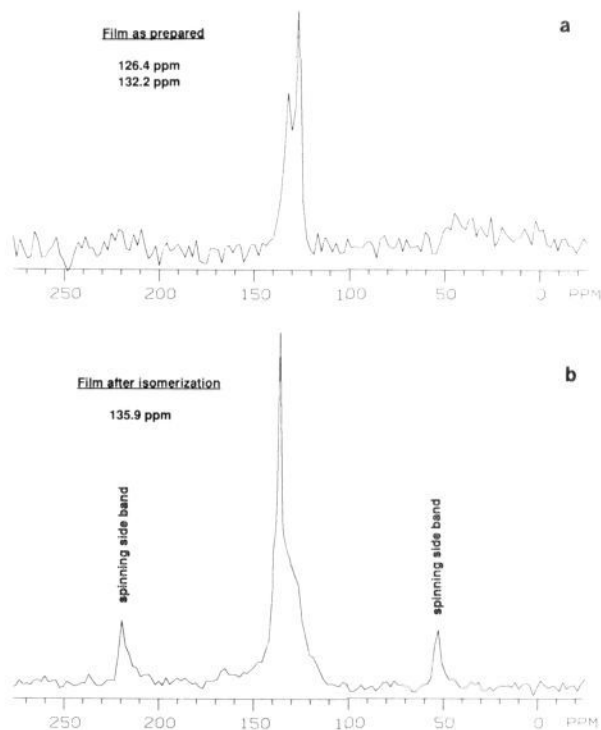 a
Film as prepared
126.4 ppm
132.2 ppm
250 200 150 100 50 0 PPM
b
Film after isomerization
135.9 ppm
spinning side band
spinning side band
250 200 150 100 50 0 PPM